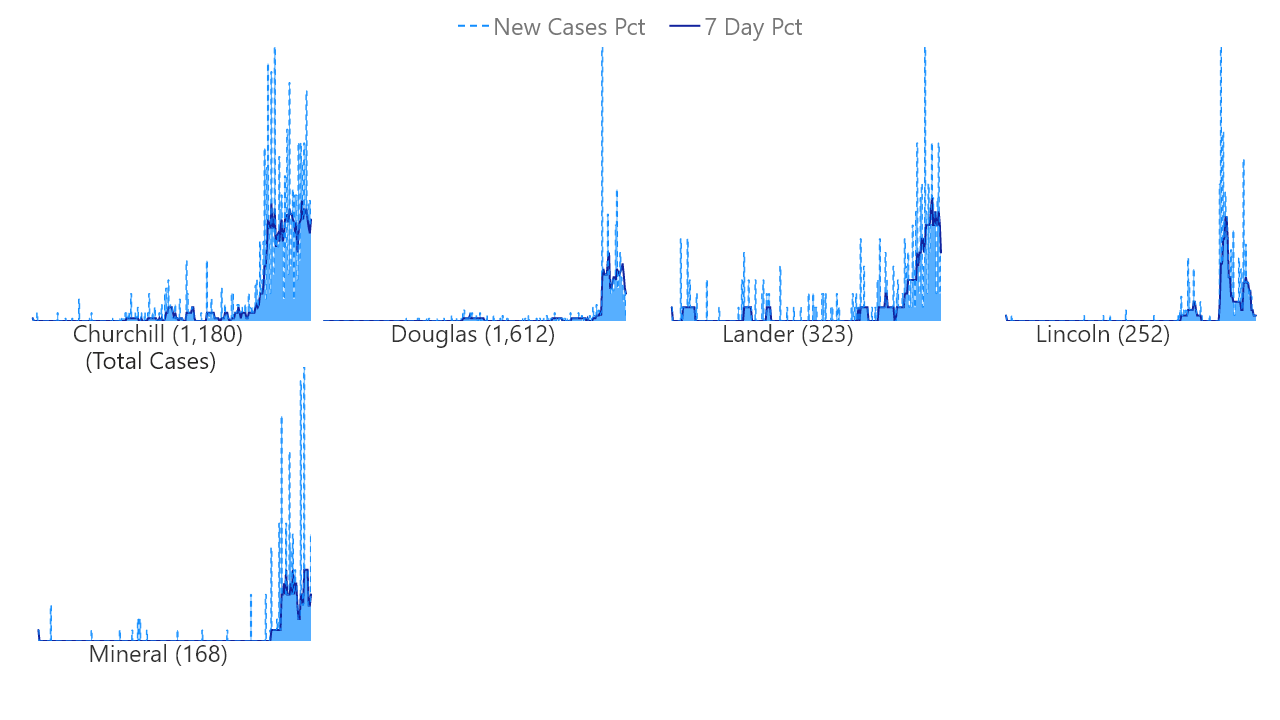 New Cases Pct 7 Day Pct
Churchill (1,180)
(Total Cases)
Douglas (1,612)
Lander (323)
Lincoln (252)
Mineral (168)